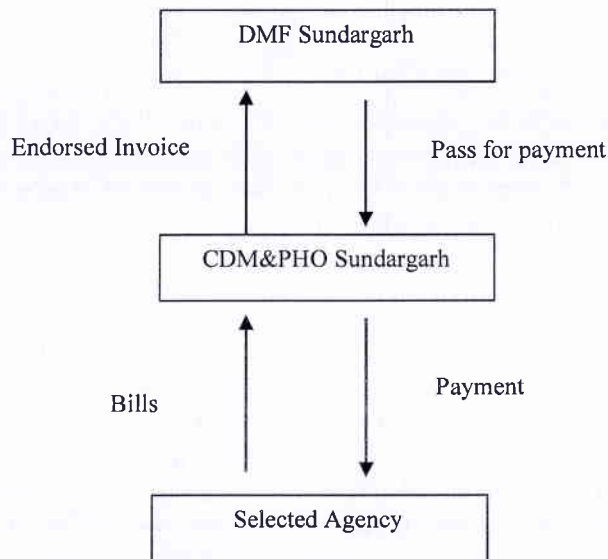 DMF Sundargarh
Endorsed Invoice
Pass for payment
CDM&PHO Sundargarh
Bills
Payment
Selected Agency